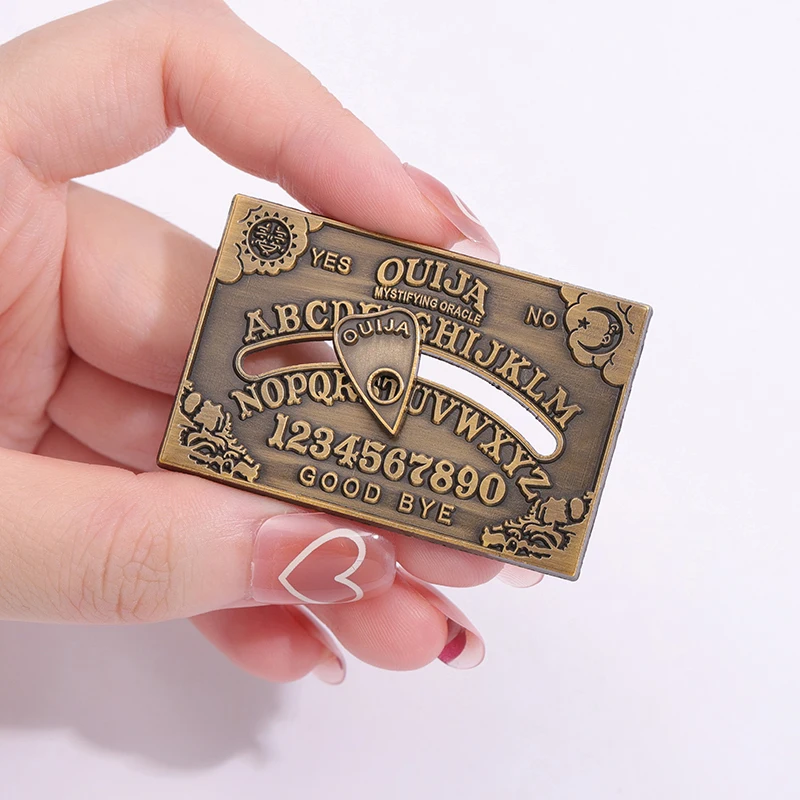 YES
OUIJA
MYSTIFYING ORACLE
NO
ABCD GHIJKLM
OUIJA
NOPQR UVWXYZ
1234567890
GOOD BYE